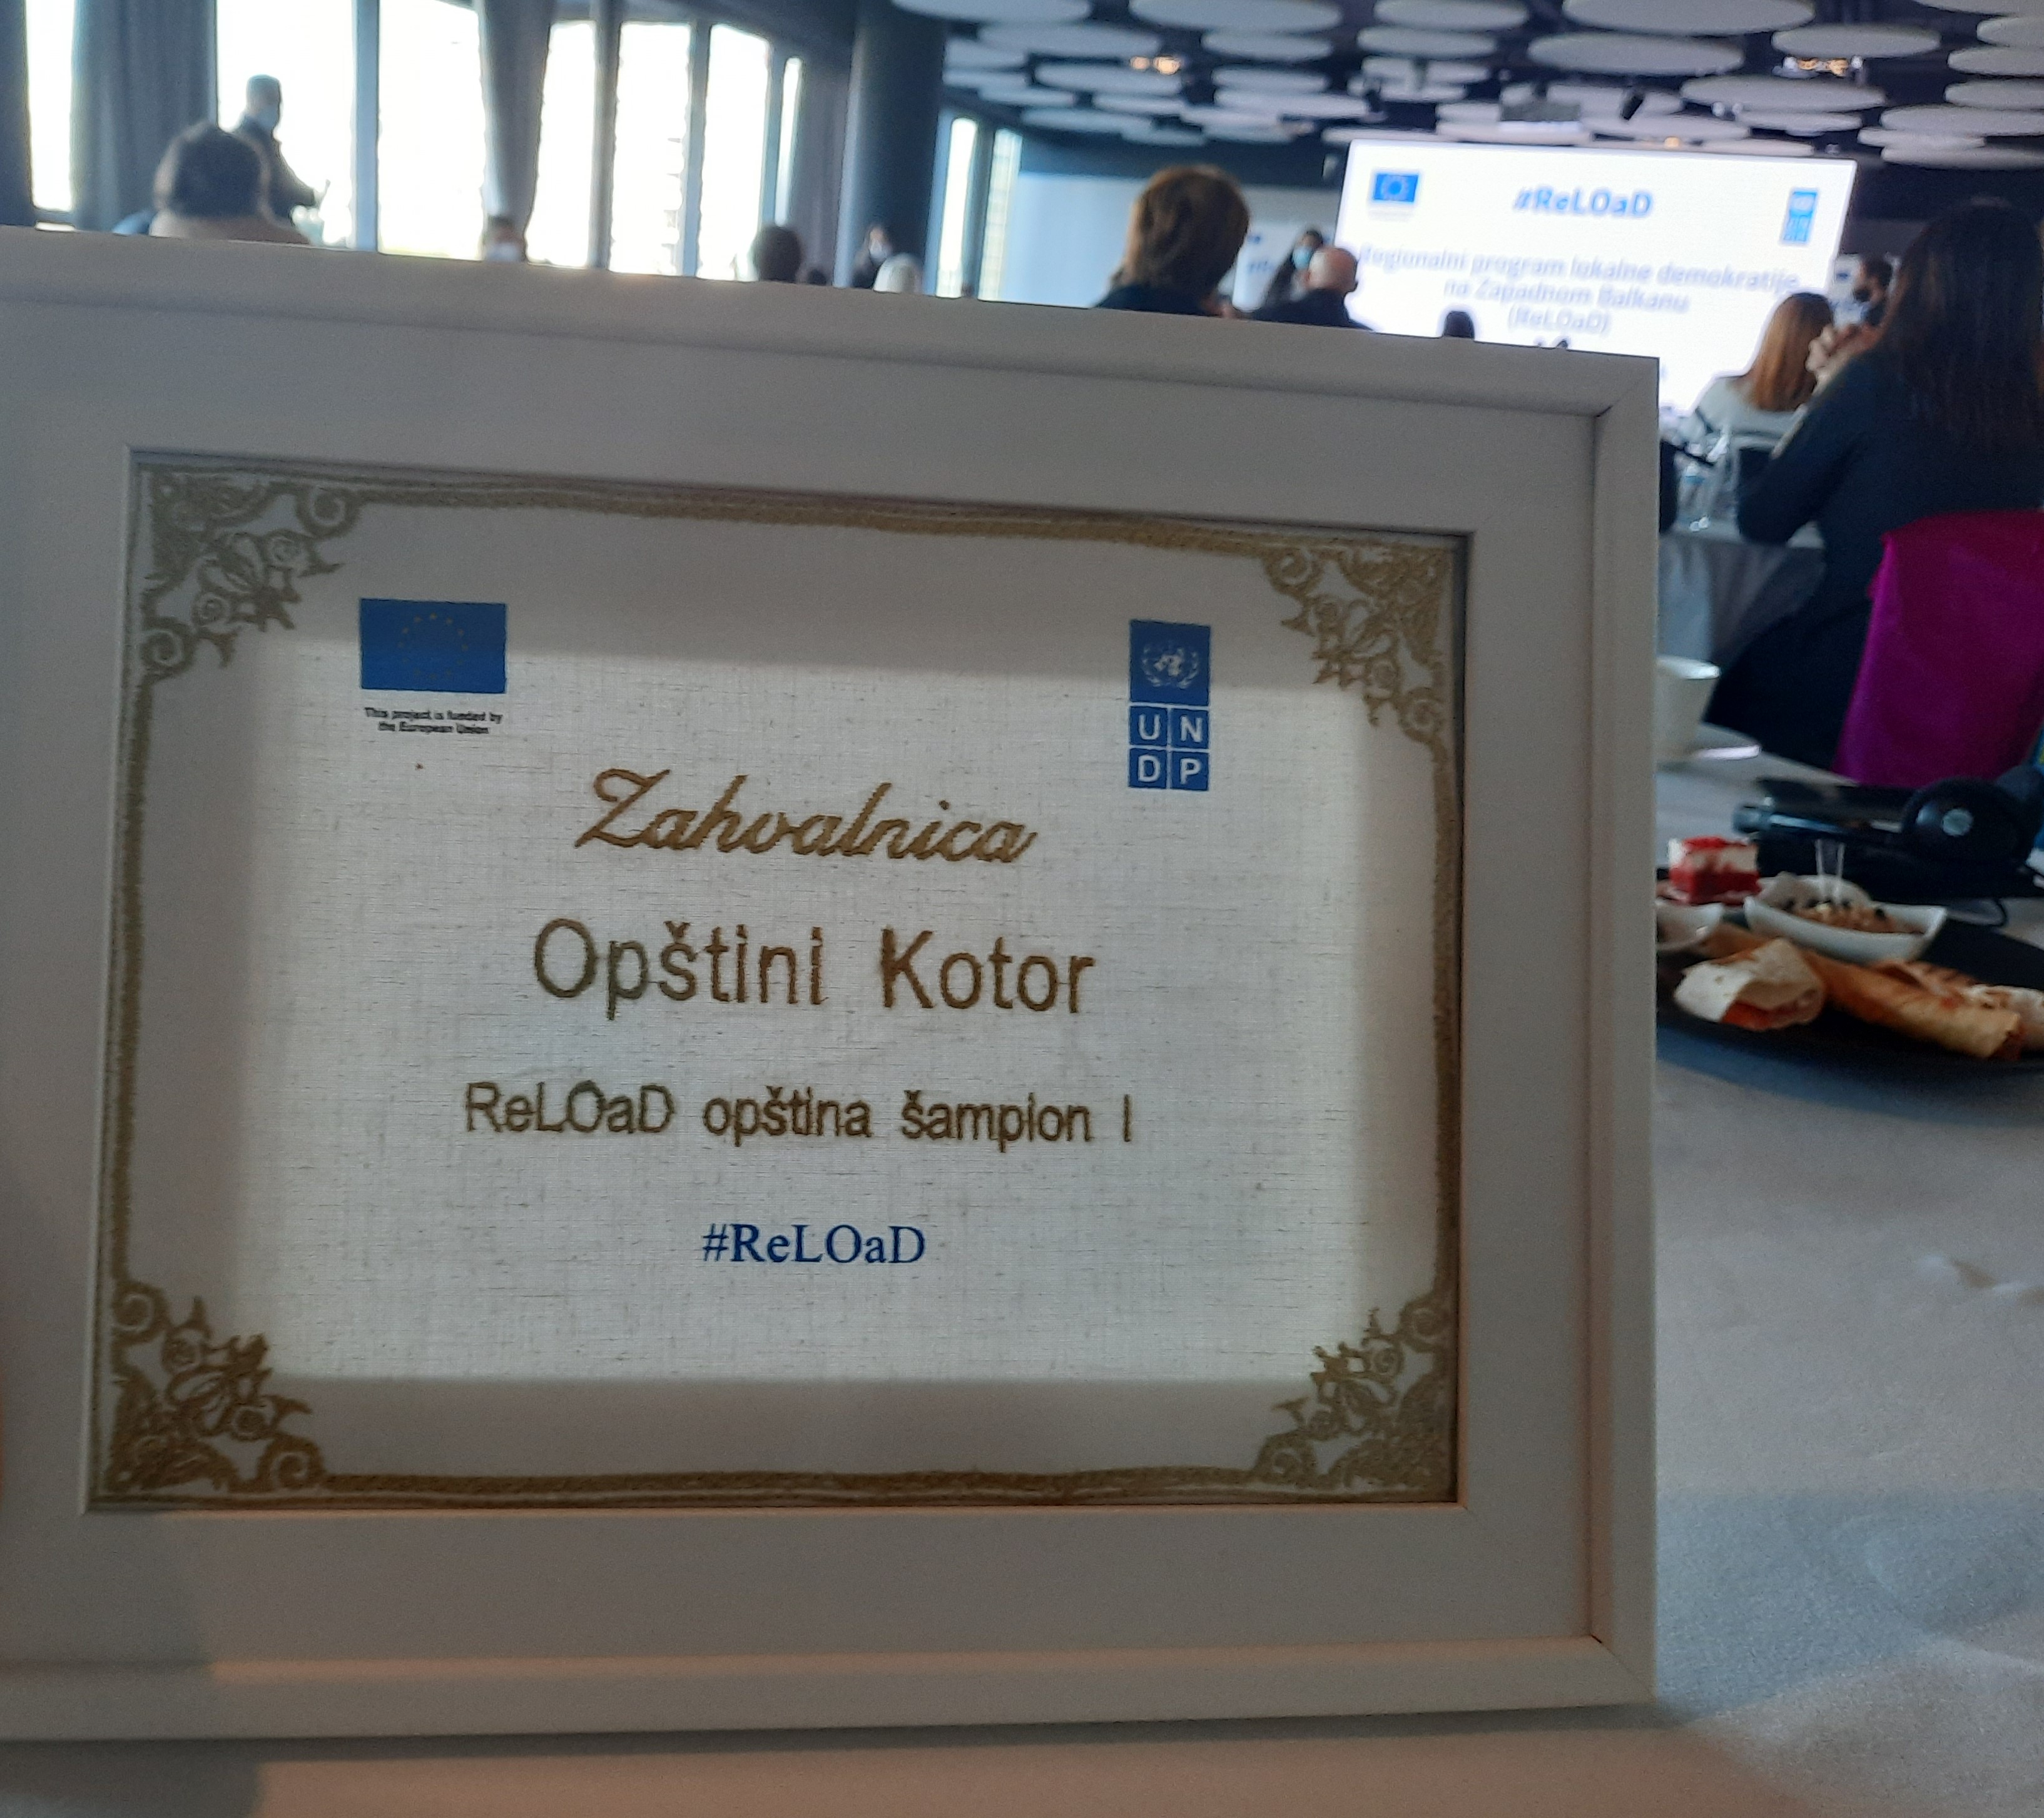 #ReLOaD
Regionalni program lokalne demokratije
na Zapadnom Balkanu
(ReLOaD)
This project is funded by
the European Union
U N
D P
Zahvalnica
Opštini Kotor
ReLOaD opština šampion I
#ReLOaD